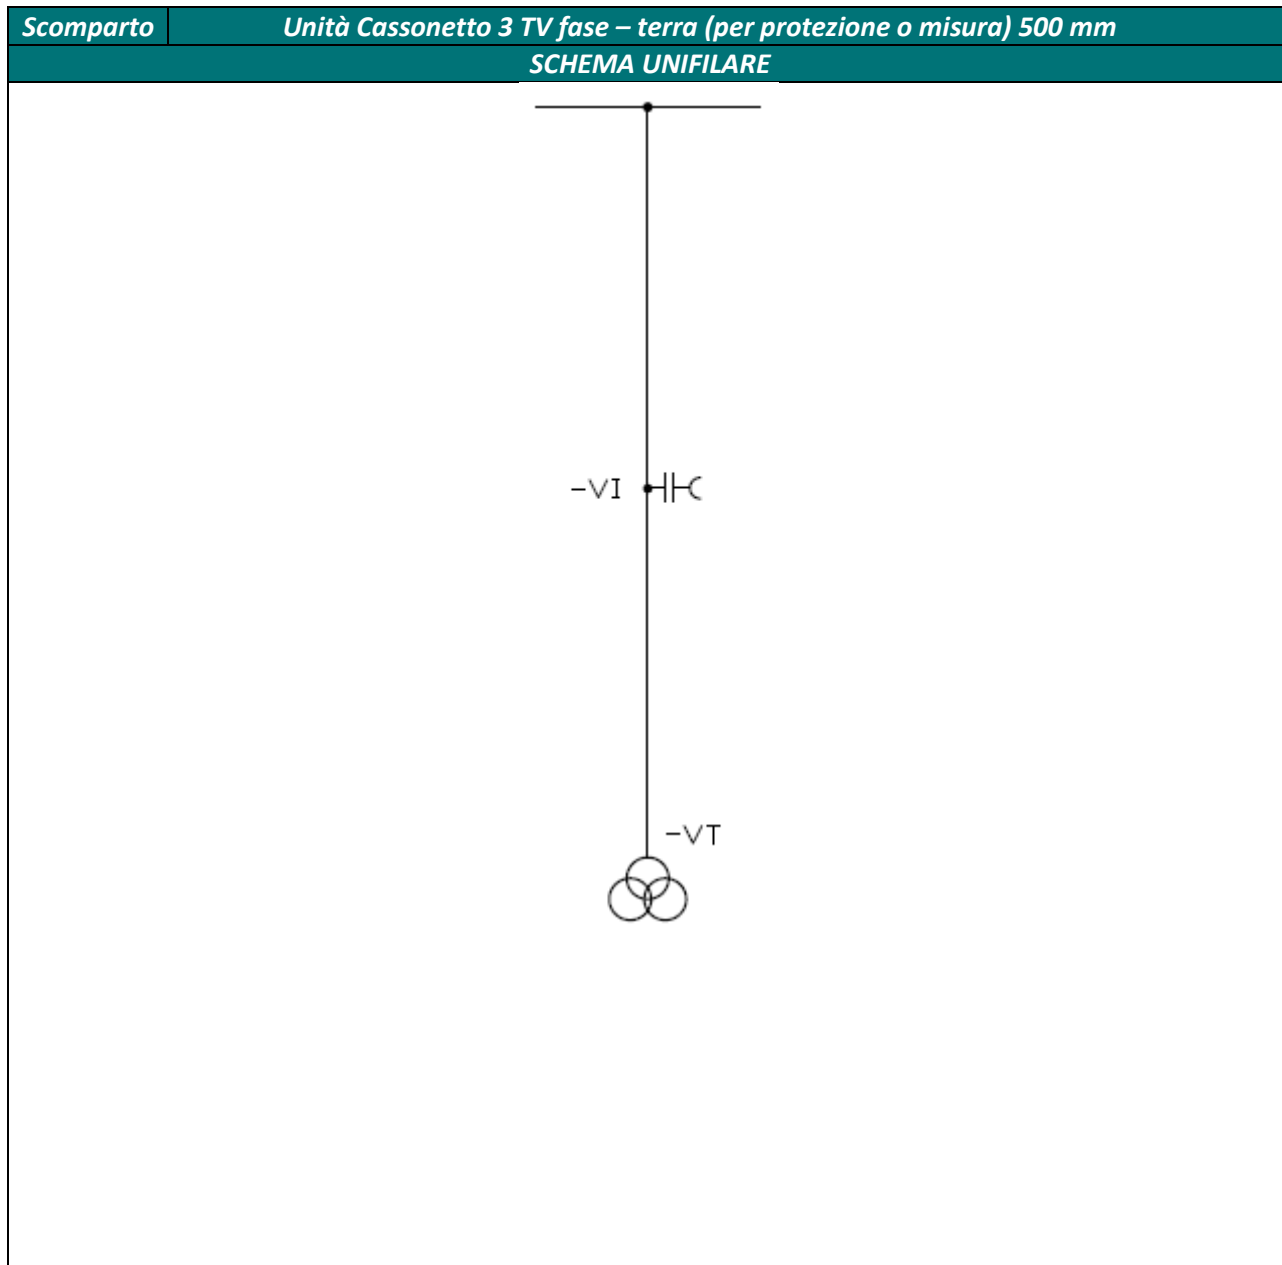 Scomparto Unità Cassonetto 3 TV fase – terra (per protezione o misura) 500 mm
SCHEMA UNIFILARE
-VI
-VT